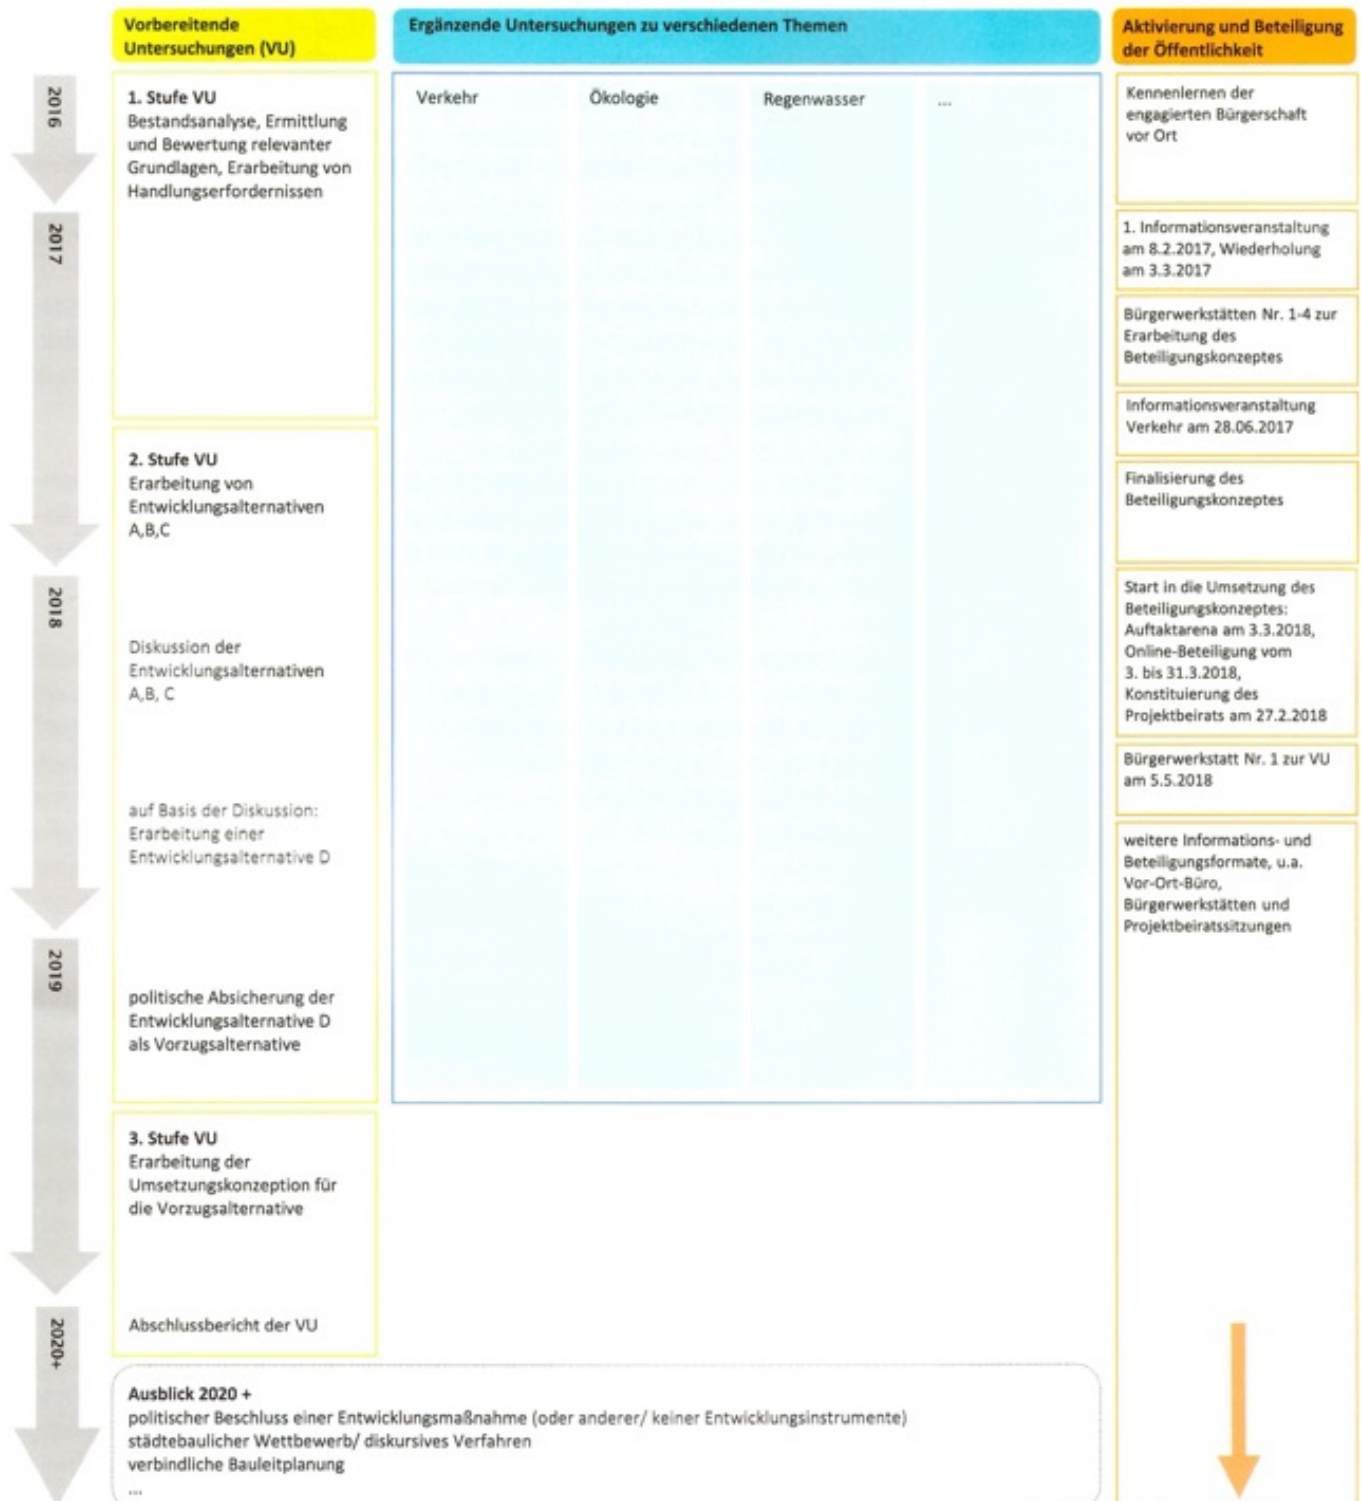 Vorbereitende
Untersuchungen (VU)
Ergänzende Untersuchungen zu verschiedenen Themen
Aktivierung und Beteiligung
der Öffentlichkeit
2016
2017
2018
2019
2020+
1. Stufe VU
Bestandsanalyse, Ermittlung
und Bewertung relevanter
Grundlagen, Erarbeitung von
Handlungserfordernissen
2. Stufe VU
Erarbeitung von
Entwicklungsalternativen
A,B,C
Diskussion der
Entwicklungsalternativen
A,B, C
auf Basis der Diskussion:
Erarbeitung einer
Entwicklungsalternative D
politische Absicherung der
Entwicklungsalternative D
als Vorzugsalternative
3. Stufe VU
Erarbeitung der
Umsetzungskonzeption für
die Vorzugsalternative
Abschlussbericht der VU
Verkehr
Ökologie
Regenwasser
...
Kennenlernen der
engagierten Bürgerschaft
vor Ort
1. Informationsveranstaltung
am 8.2.2017, Wiederholung
am 3.3.2017
Bürgerwerkstätten Nr. 1-4 zur
Erarbeitung des
Beteiligungskonzeptes
Informationsveranstaltung
Verkehr am 28.06.2017
Finalisierung des
Beteiligungskonzeptes
Start in die Umsetzung des
Beteiligungskonzeptes:
Auftaktarena am 3.3.2018,
Online-Beteiligung vom
3. bis 31.3.2018,
Konstituierung des
Projektbeirats am 27.2.2018
Bürgerwerkstatt Nr. 1 zur VU
am 5.5.2018
weitere Informations- und
Beteiligungsformate, u.a.
Vor-Ort-Büro,
Bürgerwerkstätten und
Projektbeiratssitzungen
Ausblick 2020 +
politischer Beschluss einer Entwicklungsmaßnahme (oder anderer/ keiner Entwicklungsinstrumente)
städtebaulicher Wettbewerb/ diskursives Verfahren
verbindliche Bauleitplanung
...